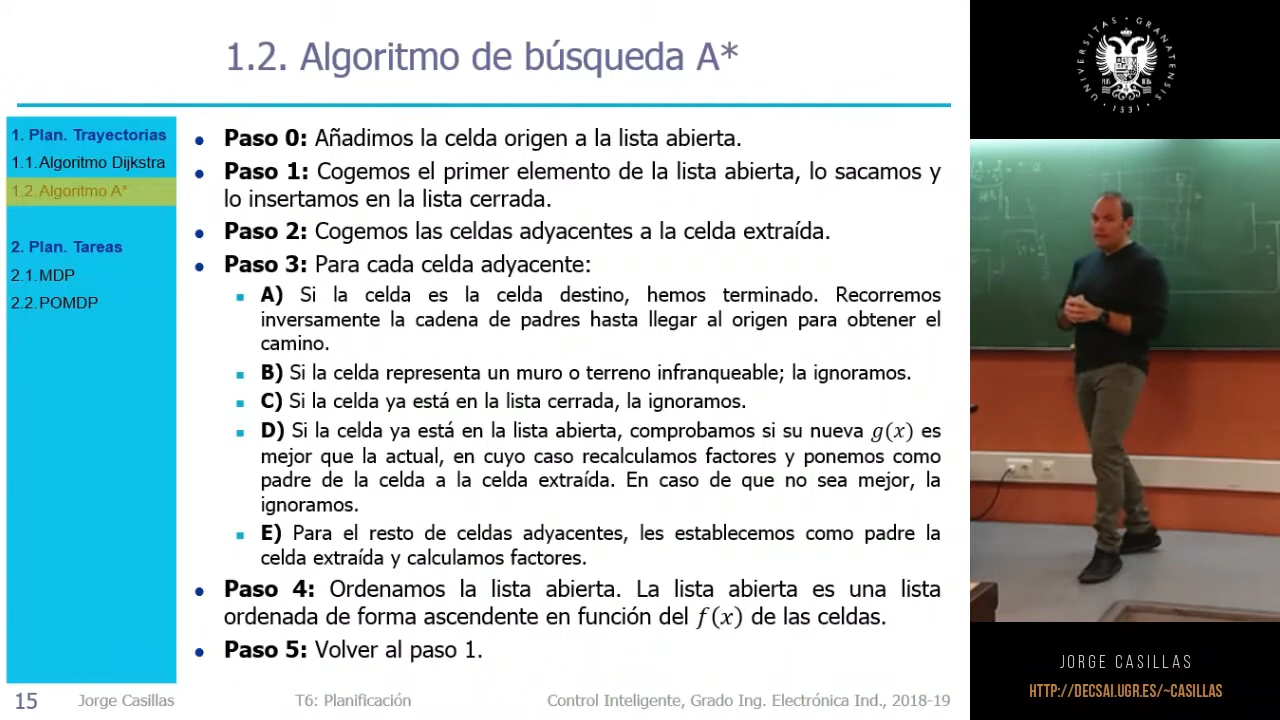 1.2. Algoritmo de búsqueda A*
1. Plan. Trayectorias
1.1. Algoritmo Dijkstra
1.2. Algoritmo A*
2. Plan. Tareas
2.1. MDP
2.2. POMDP
Paso 0: Añadimos la celda origen a la lista abierta.
Paso 1: Cogemos el primer elemento de la lista abierta, lo sacamos y
lo insertamos en la lista cerrada.
Paso 2: Cogemos las celdas adyacentes a la celda extraída.
Paso 3: Para cada celda adyacente:
A) Si la celda es la celda destino, hemos terminado. Recorremos
inversamente la cadena de padres hasta llegar al origen para obtener el
camino.
B) Si la celda representa un muro o terreno infranqueable; la ignoramos.
C) Si la celda ya está en la lista cerrada, la ignoramos.
D) Si la celda ya está en la lista abierta, comprobamos si su nueva g(x) es
mejor que la actual, en cuyo caso recalculamos factores y ponemos como
padre de la celda a la celda extraída. En caso de que no sea mejor, la
ignoramos.
E) Para el resto de celdas adyacentes, les establecemos como padre la
celda extraída y calculamos factores.
Paso 4: Ordenamos la lista abierta. La lista abierta es una lista
ordenada de forma ascendente en función del f(x) de las celdas.
Paso 5: Volver al paso 1.
15
Jorge Casillas
T6: Planificación
Control Inteligente, Grado Ing. Electrónica Ind., 2018-19
UNIVERSITAS GRANATENSIS
1531
JORGE CASILLAS
HTTP://DECSAI.UGR.ES/~CASILLAS